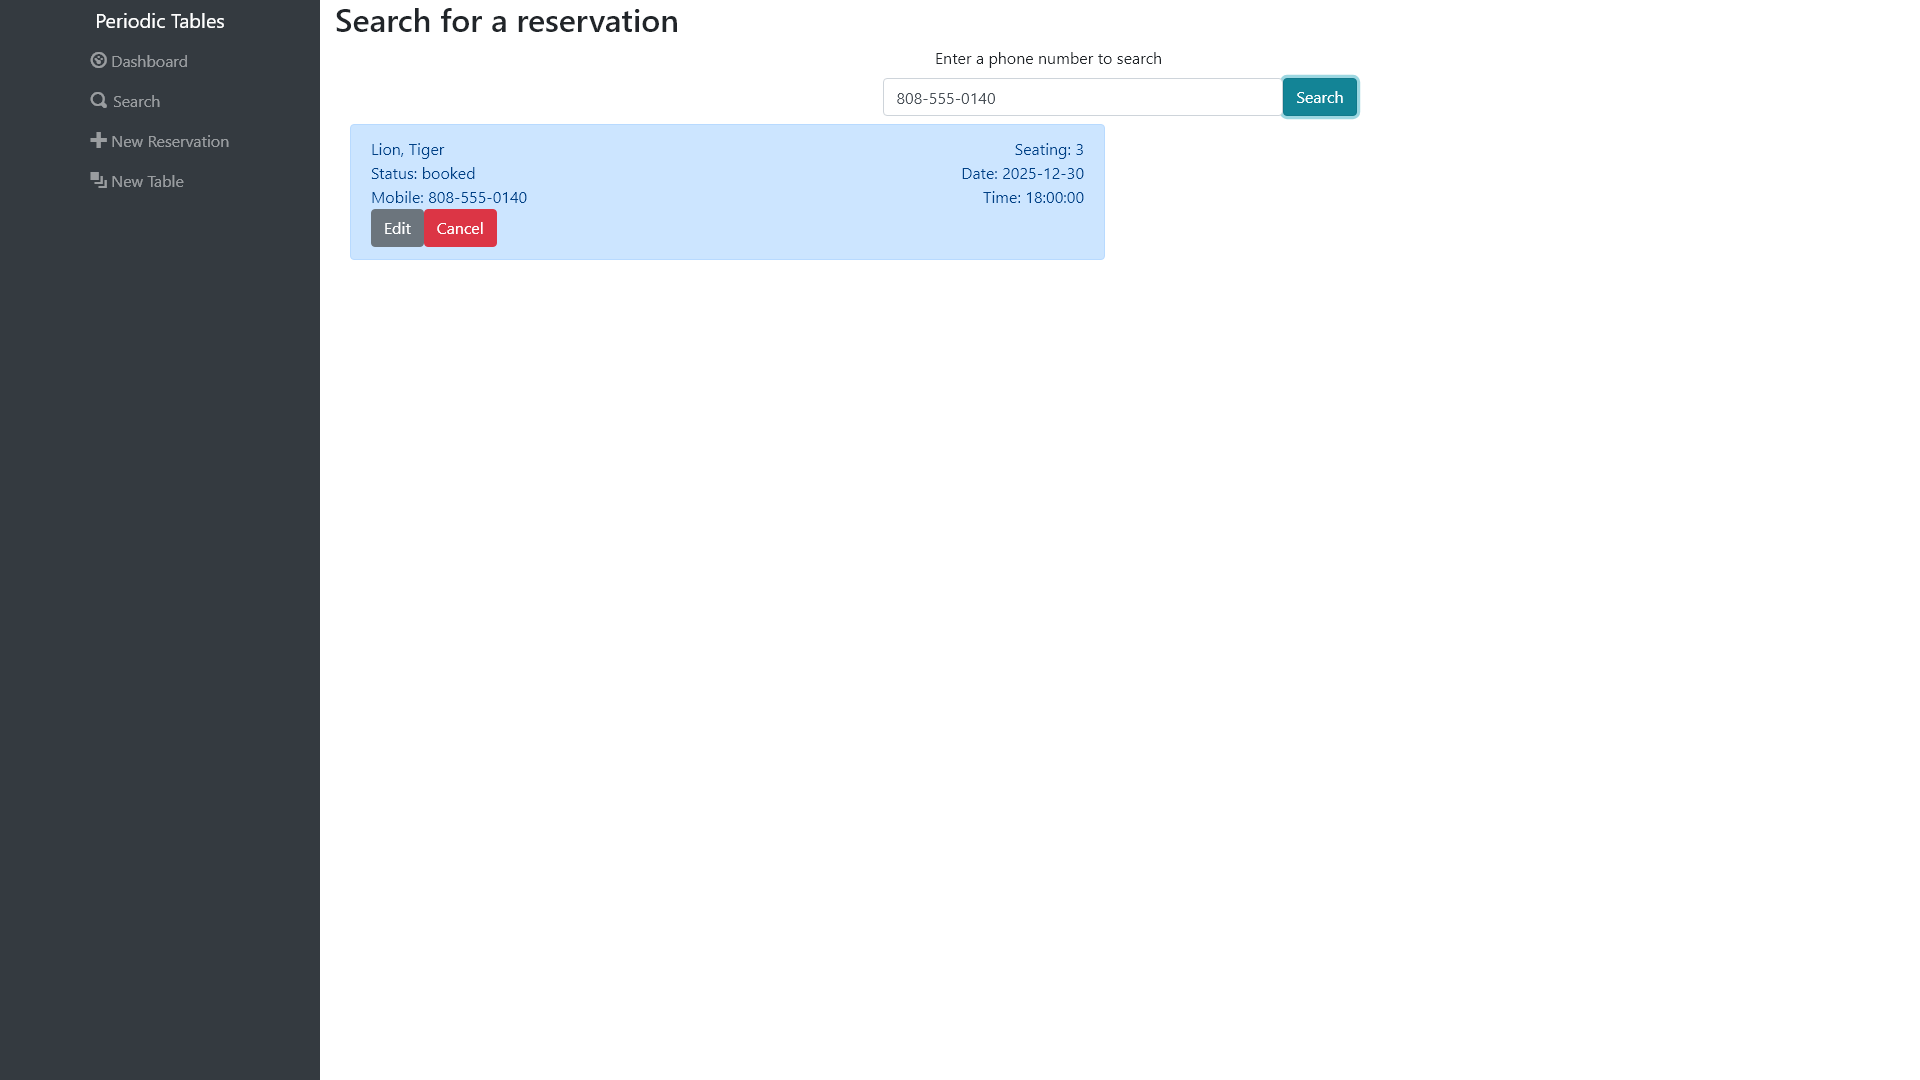 Periodic Tables
Dashboard
Search
New Reservation
New Table
Search for a reservation
Enter a phone number to search
808-555-0140
Search
Lion, Tiger
Status: booked
Mobile: 808-555-0140
Seating: 3
Date: 2025-12-30
Time: 18:00:00
Edit
Cancel